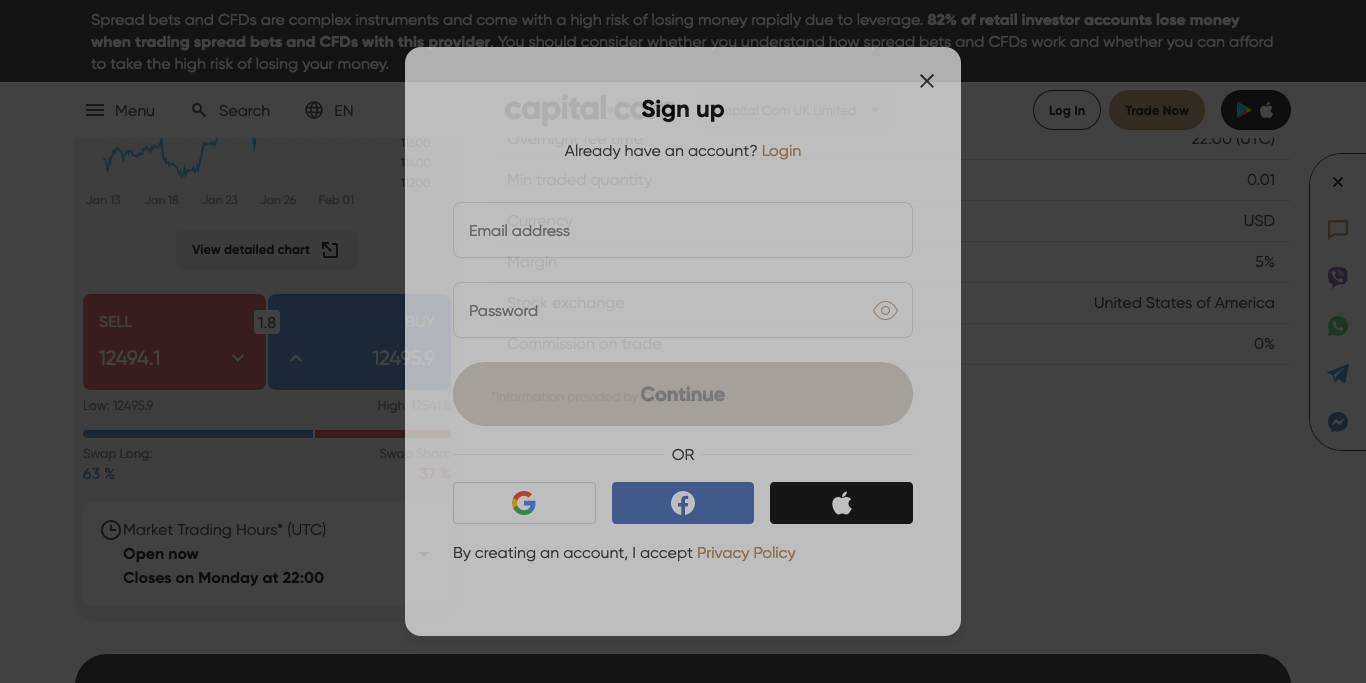 Spread bets and CFDs are complex instruments and come with a high risk of losing money rapidly due to leverage. 82% of retail investor accounts lose money
when trading spread bets and CFDs with this provider. You should consider whether you understand how spread bets and CFDs work and whether you can afford
to take the high risk of losing your money.
Menu
Search
EN
capital
Capital Com UK Limited
Log In
Trade Now
Sign up
Already have an account? Login
Email address
Password
Continue
OR
By creating an account, I accept Privacy Policy
11600
11400
11200
Jan 13 Jan 18 Jan 23 Jan 26 Feb 01
View detailed chart
SELL
12494.1
1.8
BUY
12495.9
Low: 12495.9
High: 12541.8
Swap Long:
63 %
Swap Short:
37 %
Market Trading Hours* (UTC)
Open now
Closes on Monday at 22:00
Overnight fee time 22:00 (UTC)
Min traded quantity 0.01
Currency USD
Margin 5%
Stock exchange United States of America
Commission on trade 0%
*Information provided by